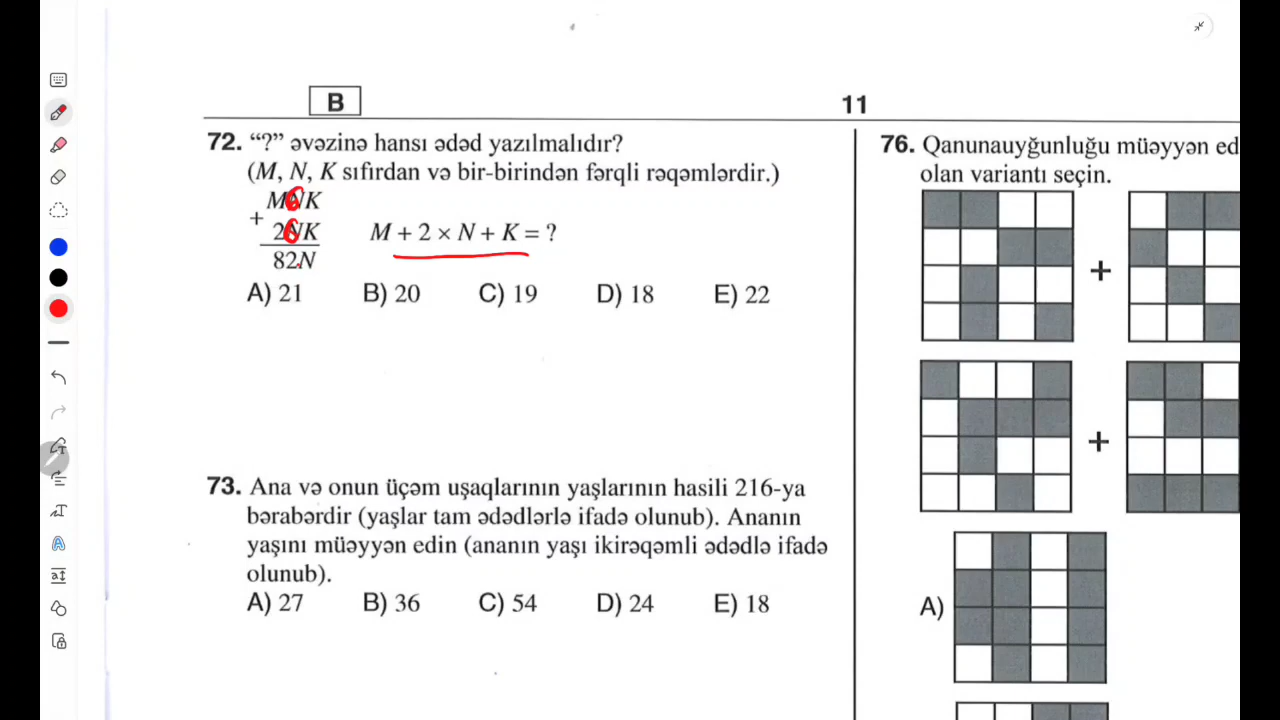 B
11
72. “?” əvəzinə hansı ədəd yazılmalıdır?
(M, N, K sıfırdan və bir-birindən fərqli rəqəmlərdir.)
MNK
+
2NK
82N
6
6
M + 2 × N + K = ?
A) 21 B) 20 C) 19 D) 18 E) 22
73. Ana və onun üçəm uşaqlarının yaşlarının hasili 216-ya
bərabərdir (yaşlar tam ədədlərlə ifadə olunub). Ananın
yaşını müəyyən edin (ananın yaşı ikirəqəmli ədədlə ifadə
olunub).
A) 27 B) 36 C) 54 D) 24 E) 18
76. Qanunauyğunluğu müəyyən ed
olan variantı seçin.
+
+
A)